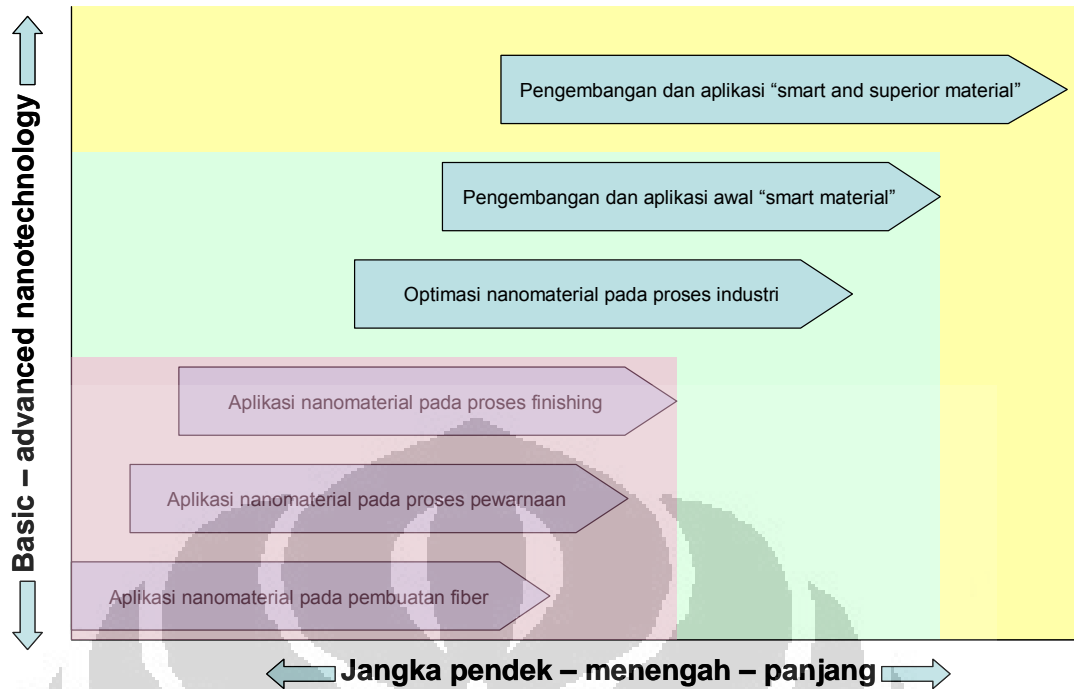 Basic – advanced nanotechnology
Pengembangan dan aplikasi “smart and superior material”
Pengembangan dan aplikasi awal “smart material”
Optimasi nanomaterial pada proses industri
Aplikasi nanomaterial pada proses finishing
Aplikasi nanomaterial pada proses pewarnaan
Aplikasi nanomaterial pada pembuatan fiber
Jangka pendek – menengah – panjang